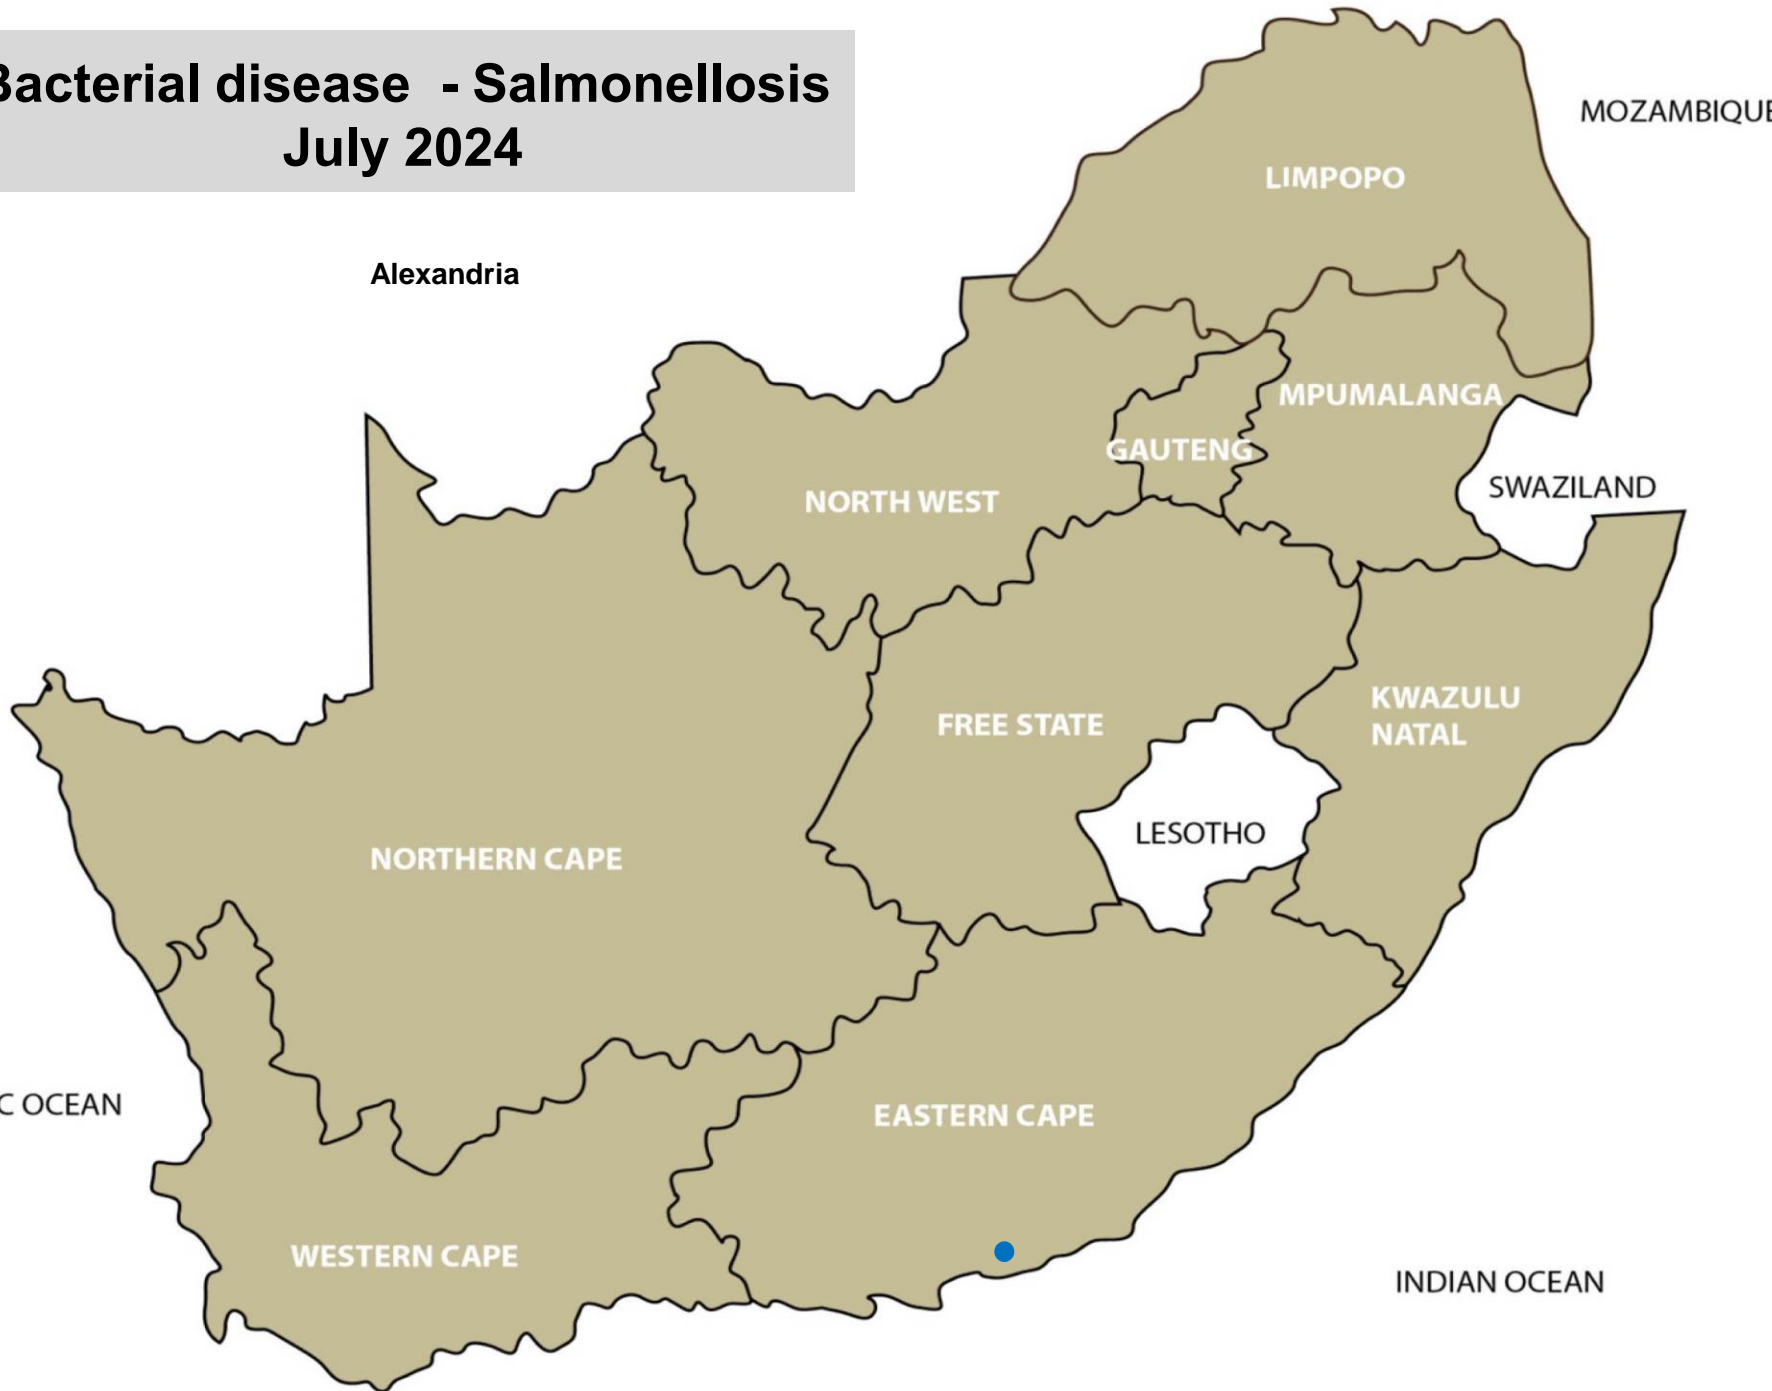 Bacterial disease - Salmonellosis
July 2024
MOZAMBIQUE
LIMPOPO
Alexandria
MPUMALANGA
GAUTENG
SWAZILAND
NORTH WEST
KWAZULU
NATAL
FREE STATE
LESOTHO
NORTHERN CAPE
C OCEAN
EASTERN CAPE
WESTERN CAPE
INDIAN OCEAN